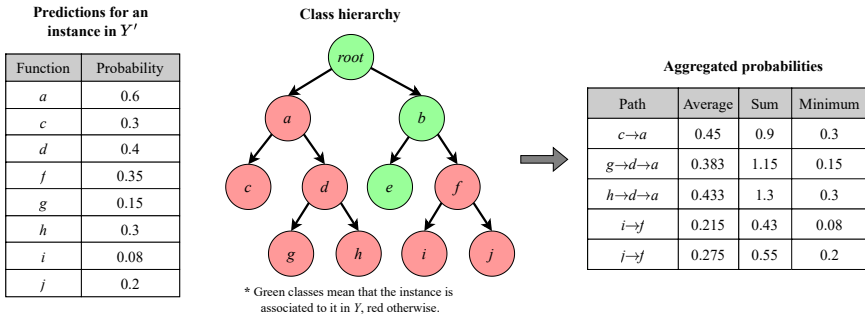 Predictions for an
instance in Y'
Function Probability
a 0.6
c 0.3
d 0.4
f 0.35
g 0.15
h 0.3
i 0.08
j 0.2
Class hierarchy
root
a b
c d e f
g h i j
* Green classes mean that the instance is
associated to it in Y, red otherwise.
Aggregated probabilities
Path Average Sum Minimum
c→a 0.45 0.9 0.3
g→d→a 0.383 1.15 0.15
h→d→a 0.433 1.3 0.3
i→f 0.215 0.43 0.08
j→f 0.275 0.55 0.2